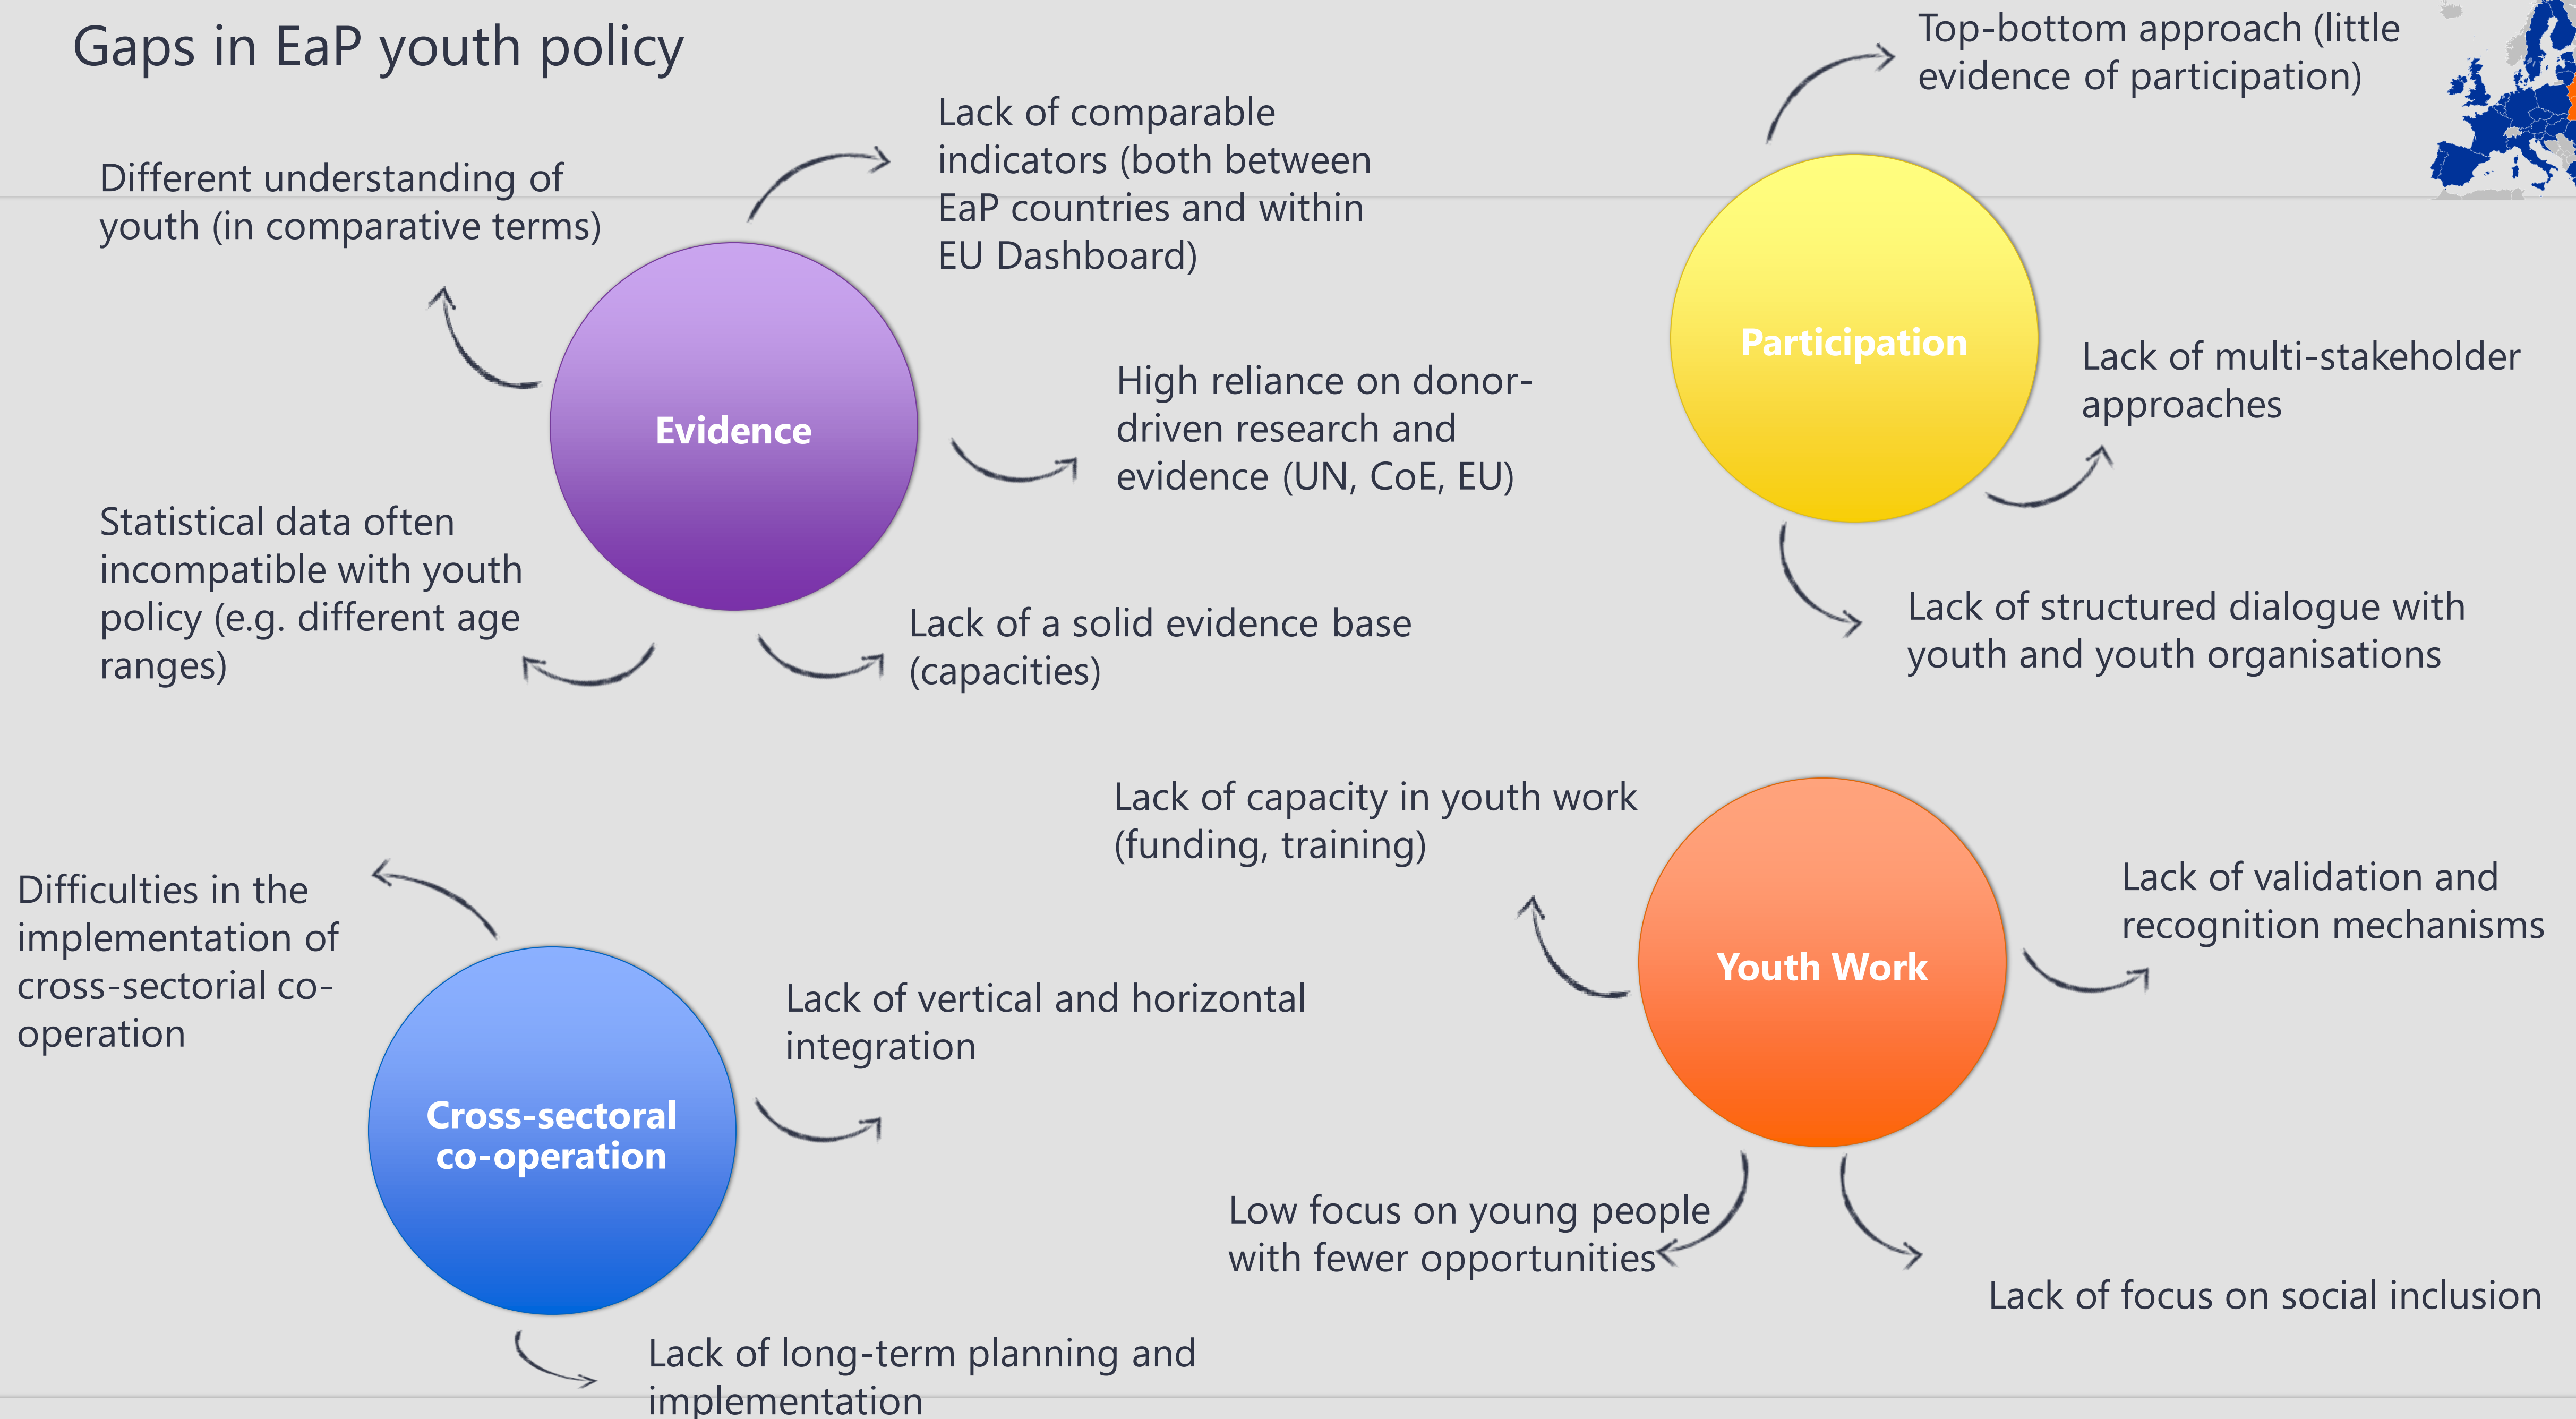 Gaps in EaP youth policy
Different understanding of
youth (in comparative terms)
Lack of comparable
indicators (both between
EaP countries and within
EU Dashboard)
Evidence
High reliance on donor-
driven research and
evidence (UN, CoE, EU)
Statistical data often
incompatible with youth
policy (e.g. different age
ranges)
Lack of a solid evidence base
(capacities)
Top-bottom approach (little
evidence of participation)
Participation
Lack of multi-stakeholder
approaches
Lack of structured dialogue with
youth and youth organisations
Difficulties in the
implementation of
cross-sectorial co-
operation
Cross-sectoral
co-operation
Lack of vertical and horizontal
integration
Lack of long-term planning and
implementation
Lack of capacity in youth work
(funding, training)
Youth Work
Lack of validation and
recognition mechanisms
Low focus on young people
with fewer opportunities
Lack of focus on social inclusion